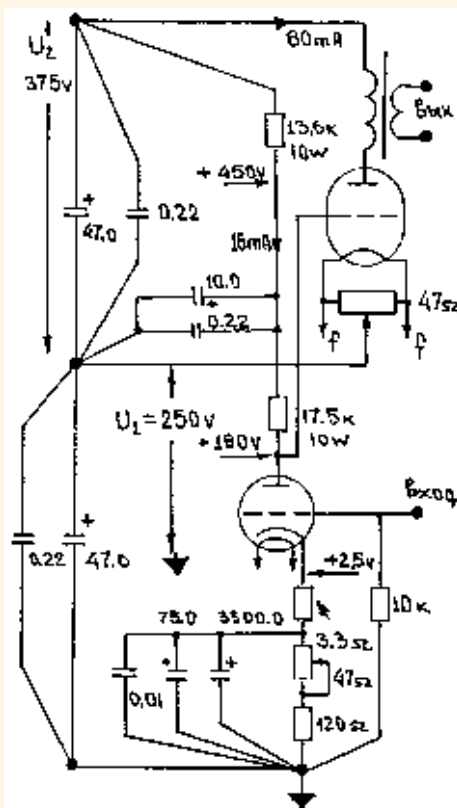 U2
375v
80mA
Вых
13,6к
10w
+450v
47.0
0.22
15mA
10.0
0.22
47Ω
f
f
U1=250v
17.5к
10w
+180v
Вход
0.22
47.0
+2,5v
75.0
3300.0
10к
3.3Ω
0,01
47Ω
120Ω